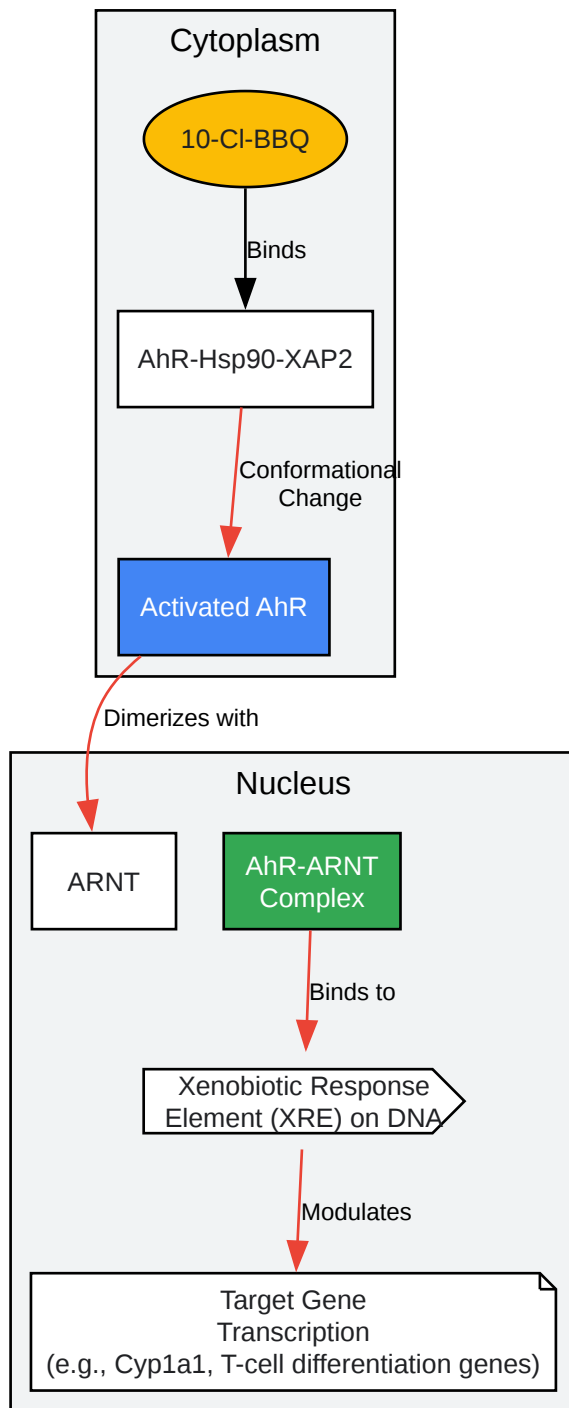 Cytoplasm
10-Cl-BBQ
Binds
AhR-Hsp90-XAP2
Conformational
Change
Activated AhR
Dimerizes with
Nucleus
ARNT
AhR-ARNT
Complex
Binds to
Xenobiotic Response
Element (XRE) on DNA
Modulates
Target Gene
Transcription
(e.g., Cyp1a1, T-cell differentiation genes)